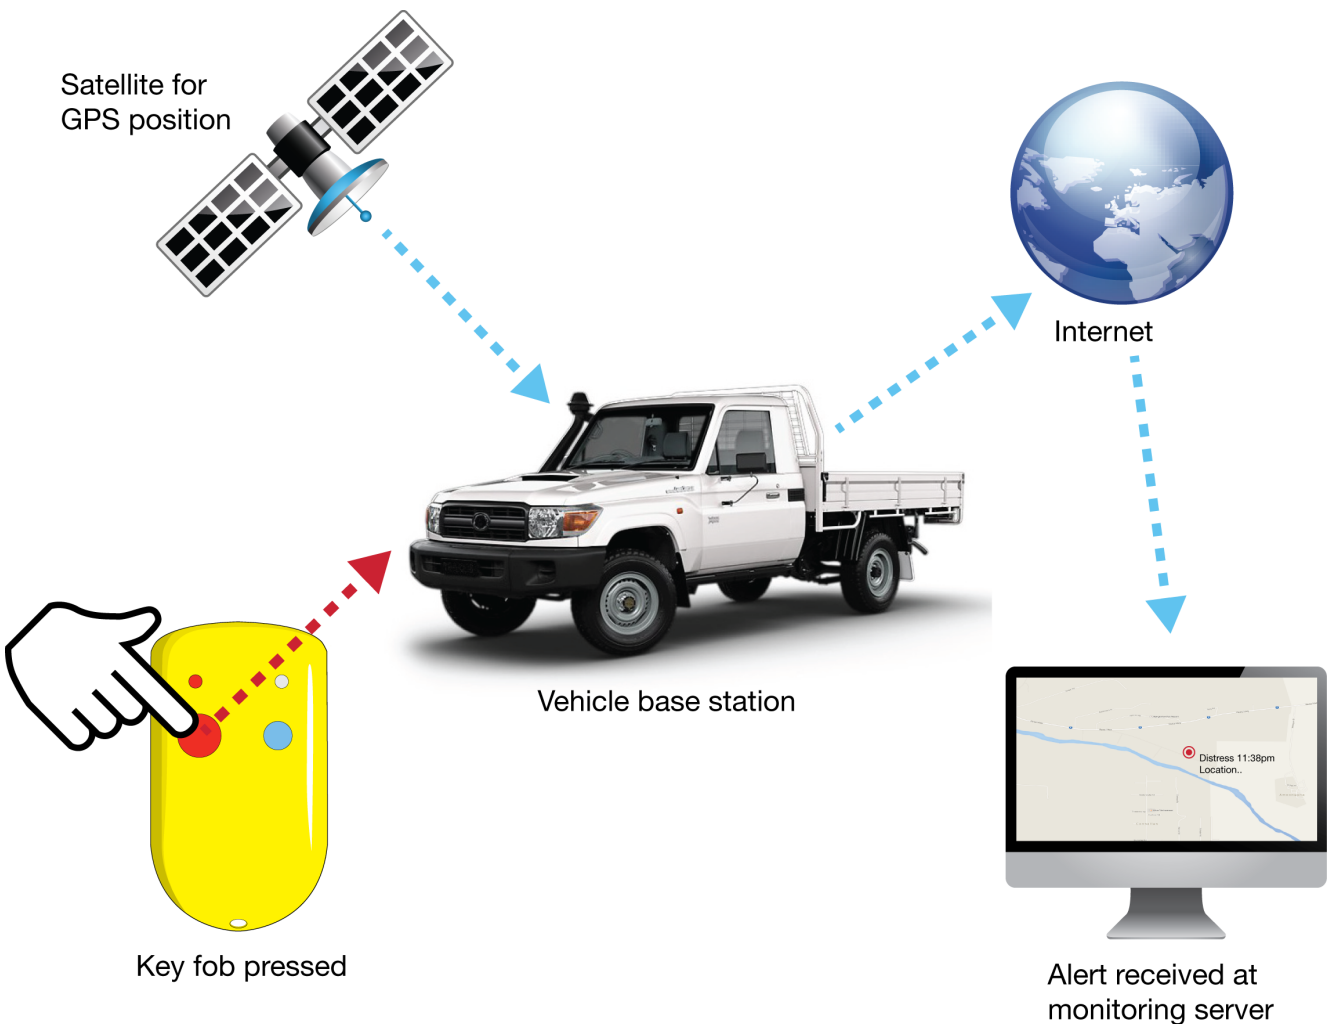 Satellite for
GPS position
Internet
Vehicle base station
Distress 11:38pm
Location..
Key fob pressed
Alert received at
monitoring server